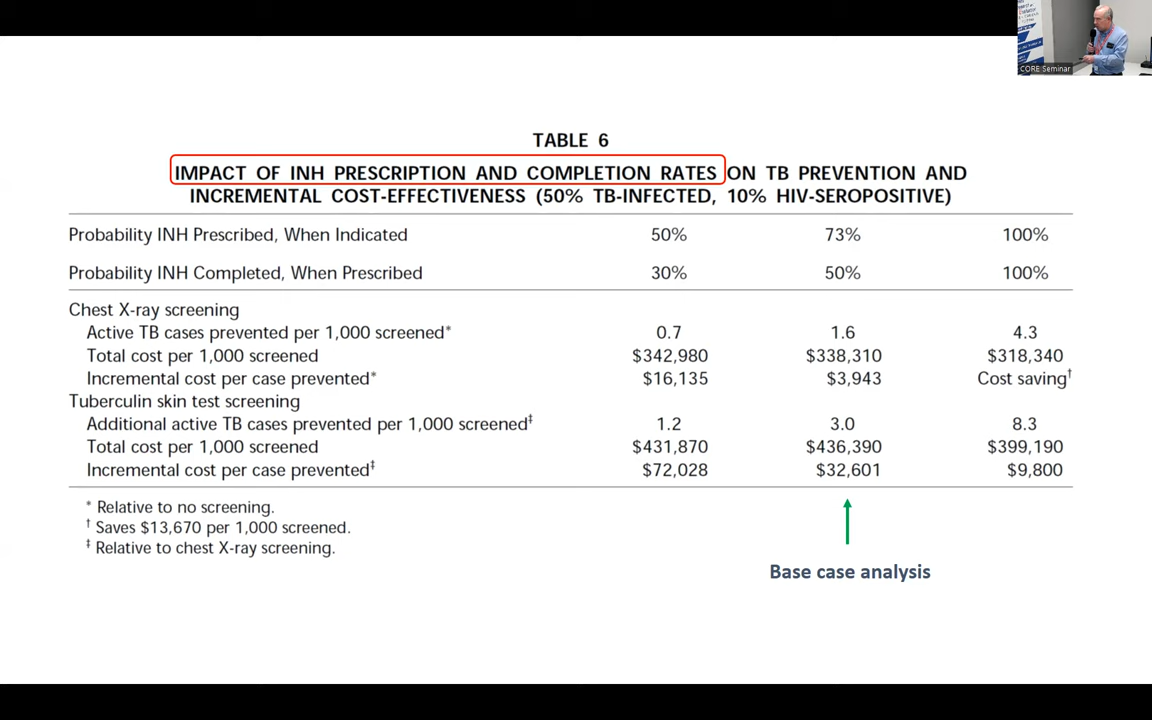 CORE Seminar
TABLE 6
IMPACT OF INH PRESCRIPTION AND COMPLETION RATES ON TB PREVENTION AND
INCREMENTAL COST-EFFECTIVENESS (50% TB-INFECTED, 10% HIV-SEROPOSITIVE)
Probability INH Prescribed, When Indicated 50% 73% 100%
Probability INH Completed, When Prescribed 30% 50% 100%
Chest X-ray screening
Active TB cases prevented per 1,000 screened* 0.7 1.6 4.3
Total cost per 1,000 screened $342,980 $338,310 $318,340
Incremental cost per case prevented* $16,135 $3,943 Cost saving†
Tuberculin skin test screening
Additional active TB cases prevented per 1,000 screened‡ 1.2 3.0 8.3
Total cost per 1,000 screened $431,870 $436,390 $399,190
Incremental cost per case prevented‡ $72,028 $32,601 $9,800
* Relative to no screening.
† Saves $13,670 per 1,000 screened.
‡ Relative to chest X-ray screening.
Base case analysis